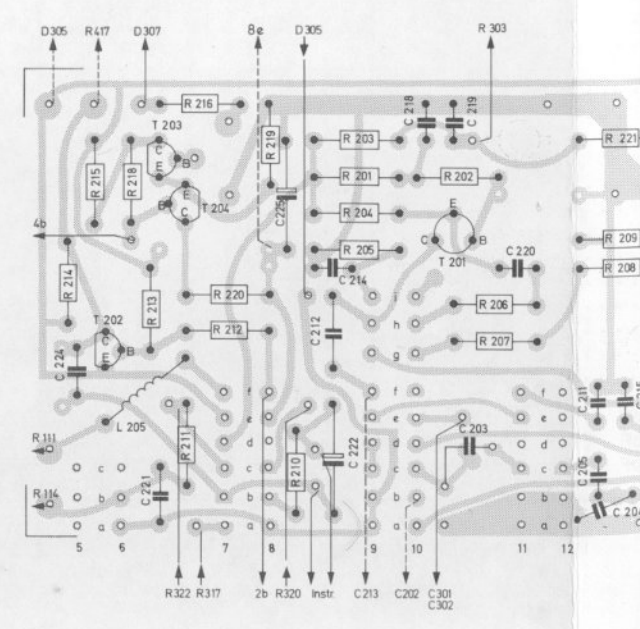 D305 R417 D307 8e D305 R 303
R 216
C 218 C 219
T 203
R 219
R 203
R 221
R 215 R 218
C E B
R 201 R 202
E B C T 204
C 225
R 204
E
4b
C B
T 201
R 209
R 205
C 214
C 220
R 208
R 214
R 213
R 220
i
R 206
T 202
R 212
C 212
h
C E B
R 207
g
C 224
L 205
f f f
C 211
e e e
R 111
R 211
d d d
C 203
C 222
c c c c
R 210
C 205
R 114
b b b b
C 221
C 204
a a a a
5 6 7 8 9 10 11 12
R322 R317 2b R320 Instr. C213 C202 C301
C302